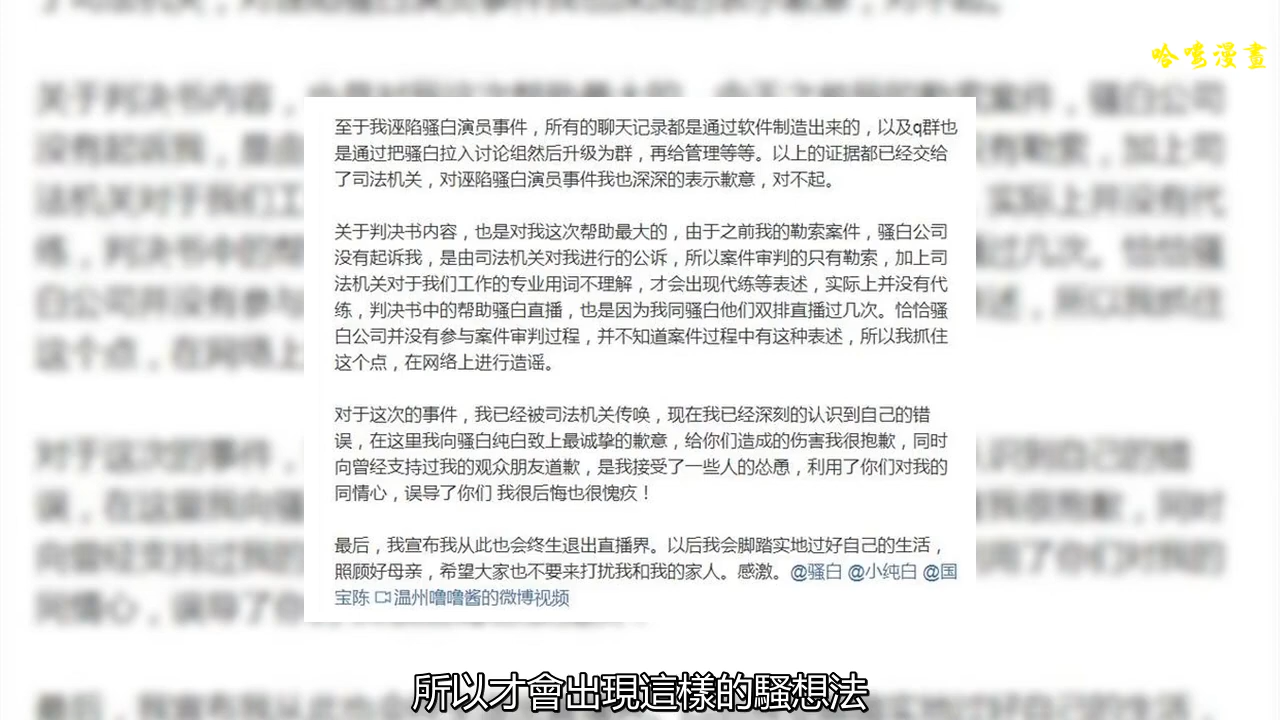 哈嘍漫畫
至于我诬陷骚白演员事件，所有的聊天记录都是通过软件制造出来的，以及q群也
是通过把骚白拉入讨论组然后升级为群，再给管理等等。以上的证据都已经交给
了司法机关，对诬陷骚白演员事件我也深深的表示歉意，对不起。
关于判决书内容，也是对我这次帮助最大的，由于之前我的勒索案件，骚白公司
没有起诉我，是由司法机关对我进行的公诉，所以案件审判的只有勒索，加上司
法机关对于我们工作的专业用词不理解，才会出现代练等表述，实际上并没有代
练，判决书中的帮助骚白直播，也是因为我同骚白他们双排直播过几次。恰恰骚
白公司并没有参与案件审判过程，并不知道案件过程中有这种表述，所以我抓住
这个点，在网络上进行造谣。
对于这次的事件，我已经被司法机关传唤，现在我已经深刻的认识到自己的错
误，在这里我向骚白纯白致上最诚挚的歉意，给你们造成的伤害我很抱歉，同时
向曾经支持过我的观众朋友道歉，是我接受了一些人的怂恿，利用了你们对我的
同情心，误导了你们 我很后悔也很愧疚！
最后，我宣布我从此也会终生退出直播界。以后我会脚踏实地过好自己的生活，
照顾好母亲，希望大家也不要来打扰我和我的家人。感激。@骚白 @小纯白 @国
宝陈 温州噜噜酱的微博视频
所以才會出現這樣的騷想法